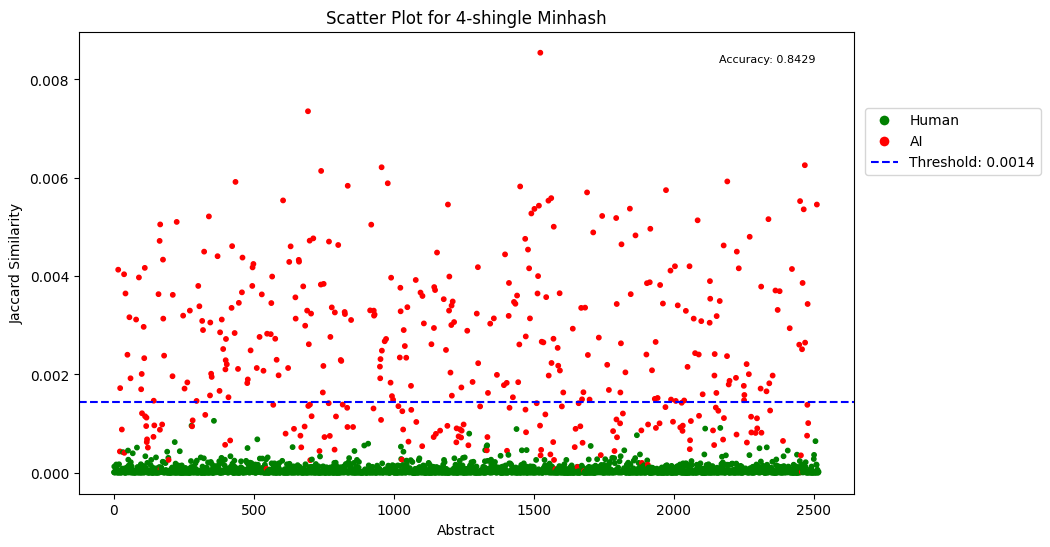 Scatter Plot for 4-shingle Minhash
Accuracy: 0.8429
Human
AI
Threshold: 0.0014
Jaccard Similarity
0.008
0.006
0.004
0.002
0.000
0
500
1000
1500
2000
2500
Abstract